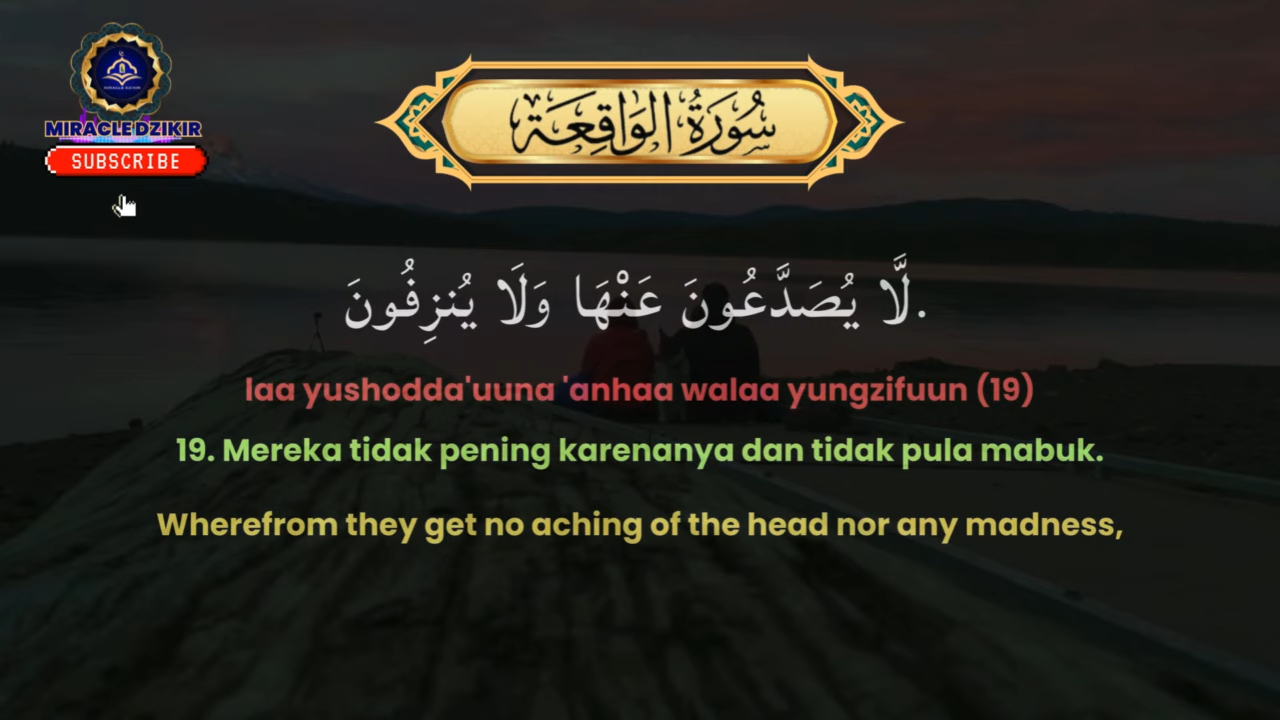 MIRACLE DZIKIR
SUBSCRIBE
سُورَةُ الوَاقِعَة
لَّا يُصَدَّعُونَ عَنْهَا وَلَا يُنزِفُونَ.
laa yushodda'uuna 'anhaa walaa yungzifuun (19)
19. Mereka tidak pening karenanya dan tidak pula mabuk.
Wherefrom they get no aching of the head nor any madness,